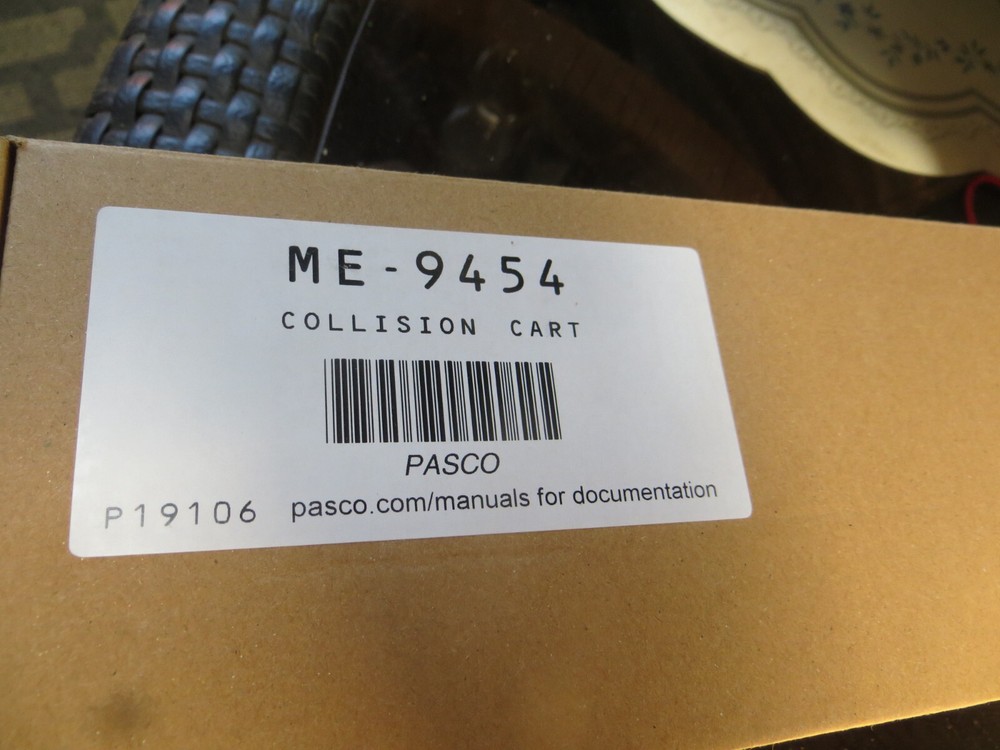 ME-9454
COLLISION CART
PASCO
P19106 pasco.com/manuals for documentation